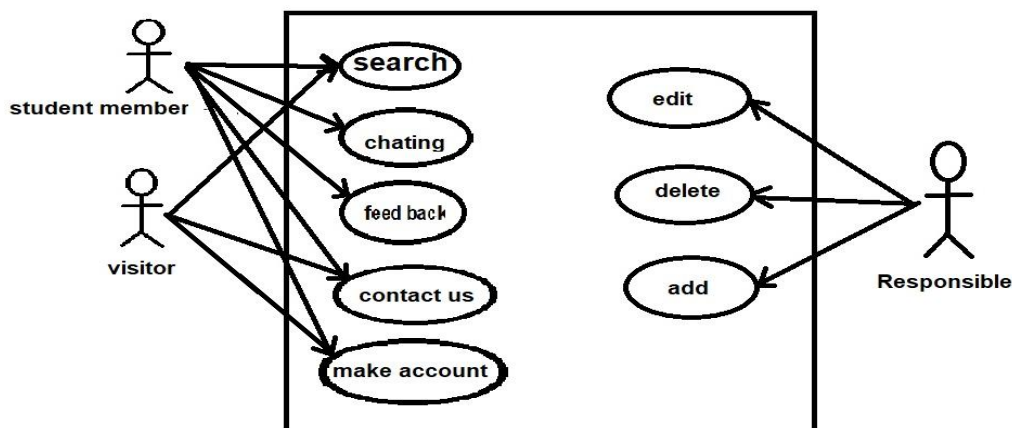 search
student member
chating
feed back
visitor
contact us
make account
edit
delete
add
Responsible